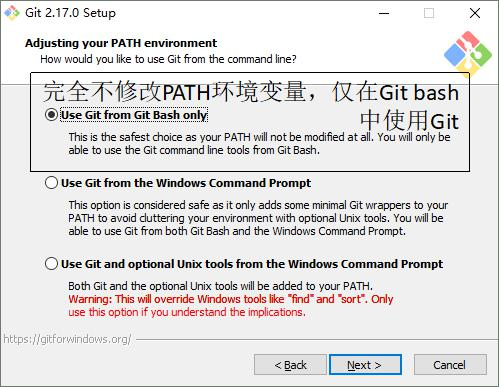 Git 2.17.0 Setup
Adjusting your PATH environment
How would you like to use Git from the command line?
完全不修改PATH环境变量，仅在Git bash
中使用Git
Use Git from Git Bash only
This is the safest choice as your PATH will not be modified at all. You will only be
able to use the Git command line tools from Git Bash.
Use Git from the Windows Command Prompt
This option is considered safe as it only adds some minimal Git wrappers to your
PATH to avoid cluttering your environment with optional Unix tools. You will be
able to use Git from both Git Bash and the Windows Command Prompt.
Use Git and optional Unix tools from the Windows Command Prompt
Both Git and the optional Unix tools will be added to your PATH.
Warning: This will override Windows tools like "find" and "sort". Only
use this option if you understand the implications.
https://gitforwindows.org/
< Back
Next >
Cancel